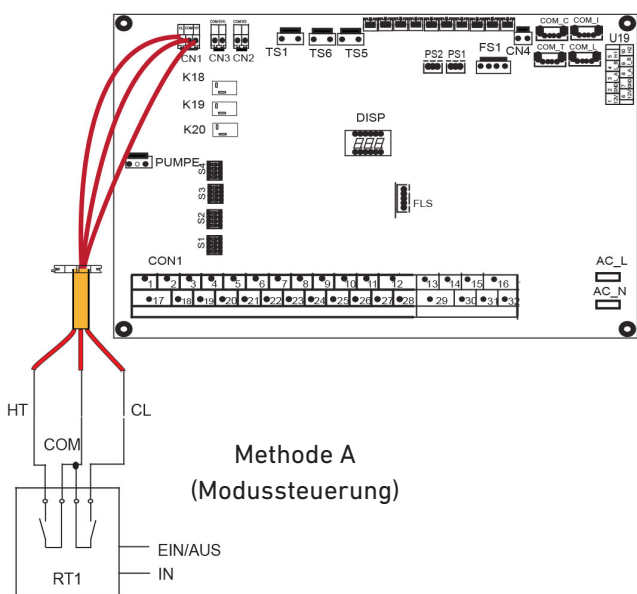 COM_C COM_I
U19
TS1 TS6 TS5
PS2 PS1
FS1
CN4
COM_T COM_L
CN1 CN3 CN2
K18
K19
K20
DISP
PUMPE
S4
S3
S2
S1
FLS
CON1
AC_L
AC_N
1 2 3 4 5 6 7 8 9 10 11 12 13 14 15 16
17 18 19 20 21 22 23 24 25 26 27 28 29 30 31 32
HT
CL
COM
Methode A
(Modussteuerung)
EIN/AUS
IN
RT1